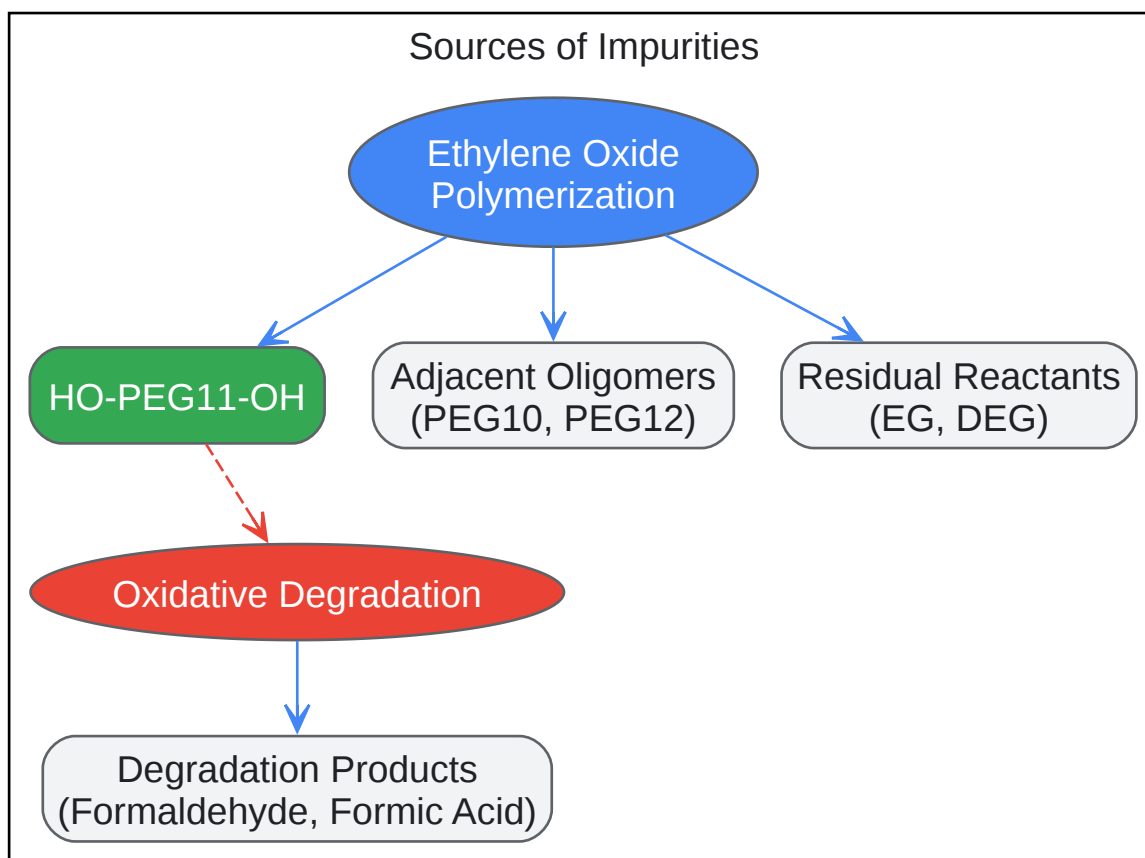 Sources of Impurities
Ethylene Oxide
Polymerization
HO-PEG11-OH
Adjacent Oligomers
(PEG10, PEG12)
Residual Reactants
(EG, DEG)
Oxidative Degradation
Degradation Products
(Formaldehyde, Formic Acid)